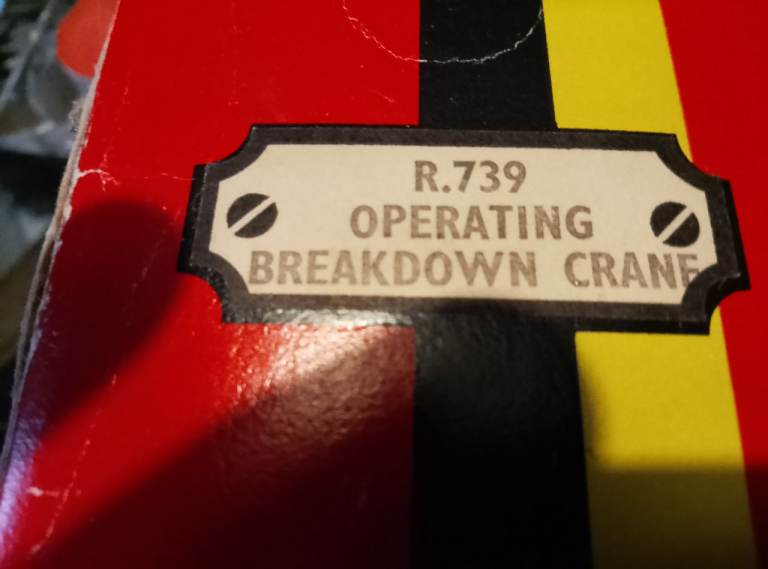 R.739
OPERATING
BREAKDOWN CRANE